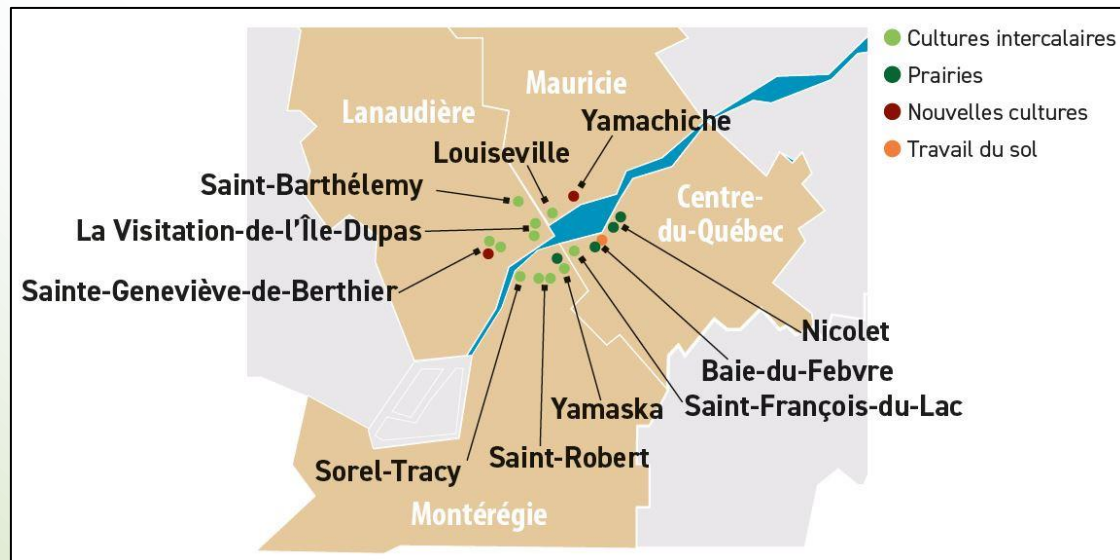 Cultures intercalaires
Prairies
Nouvelles cultures
Travail du sol
Mauricie
Lanaudière
Yamachiche
Louiseville
Saint-Barthélemy
La Visitation-de-l'Île-Dupas
Sainte-Geneviève-de-Berthier
Centre-
du-Québec
Nicolet
Baie-du-Febvre
Saint-François-du-Lac
Yamaska
Saint-Robert
Sorel-Tracy
Montérégie